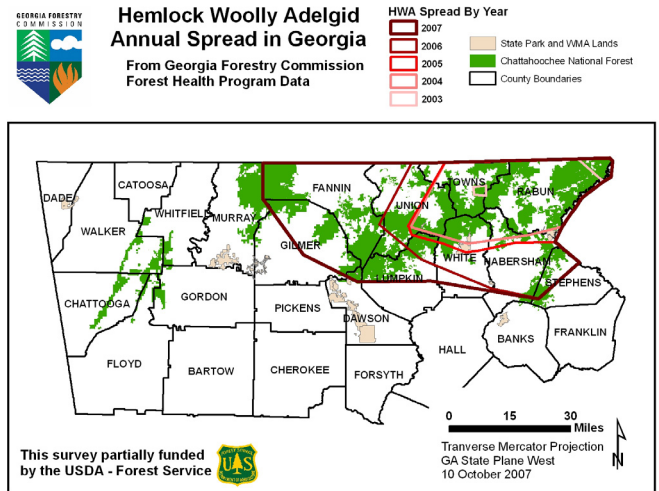 GEORGIA FORESTRY
COMMISSION
Hemlock Woolly Adelgid
Annual Spread in Georgia
From Georgia Forestry Commission
Forest Health Program Data
HWA Spread By Year
2007
2006
2005
2004
2003
State Park and WMA Lands
Chattahoochee National Forest
County Boundaries
DADE
CATOOSA
WALKER
WHITFIELD
MURRAY
FANNIN
UNION
TOWNS
RABUN
GILMER
WHITE
HABERSHAM
LUMPKIN
STEPHENS
CHATTOOGA
GORDON
PICKENS
DAWSON
HALL
BANKS
FRANKLIN
FLOYD
BARTOW
CHEROKEE
FORSYTH
0 15 30
Miles
N
Tranverse Mercator Projection
GA State Plane West
10 October 2007
This survey partially funded
by the USDA - Forest Service
U S